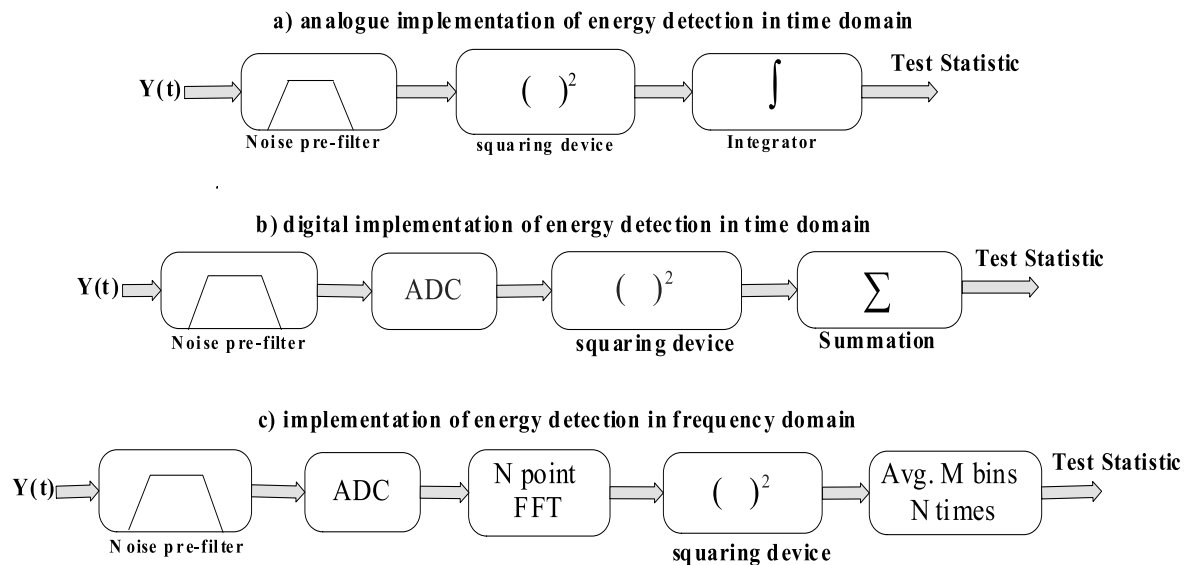 a) analogue implementation of energy detection in time domain
Test Statistic
Y(t)
( )²
∫
Noise pre-filter
squaring device
Integrator
b) digital implementation of energy detection in time domain
Test Statistic
Y(t)
ADC
( )²
∑
Noise pre-filter
squaring device
Summation
c) implementation of energy detection in frequency domain
Test Statistic
Y(t)
ADC
N point
FFT
( )²
Avg. M bins
N times
Noise pre-filter
squaring device